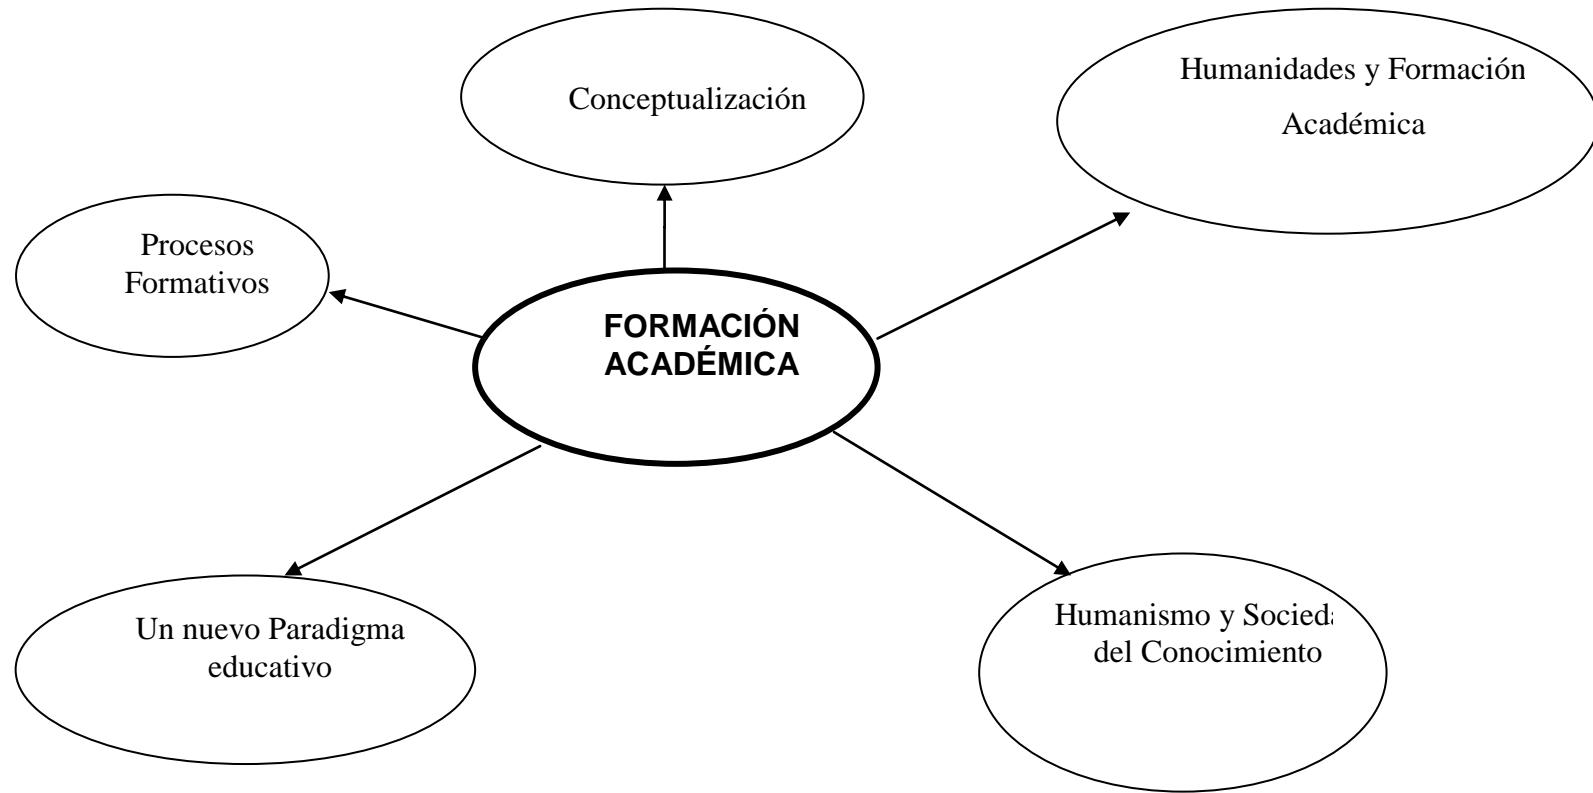 Conceptualización
Humanidades y Formación
Académica
Procesos
Formativos
FORMACIÓN
ACADÉMICA
Un nuevo Paradigma
educativo
Humanismo y Socied
del Conocimiento